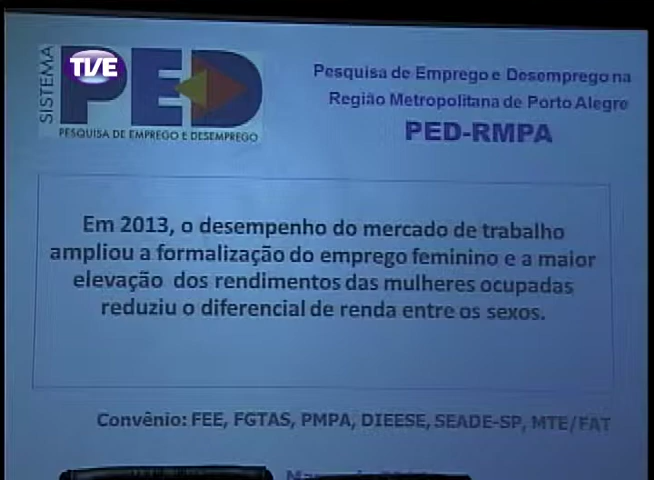 SISTEMA
PED
TVE
PESQUISA DE EMPREGO E DESEMPREGO
Pesquisa de Emprego e Desemprego na
Região Metropolitana de Porto Alegre
PED-RMPA
Em 2013, o desempenho do mercado de trabalho
ampliou a formalização do emprego feminino e a maior
elevação dos rendimentos das mulheres ocupadas
reduziu o diferencial de renda entre os sexos.
Convênio: FEE, FGTAS, PMPA, DIEESE, SEADE-SP, MTE/FAT